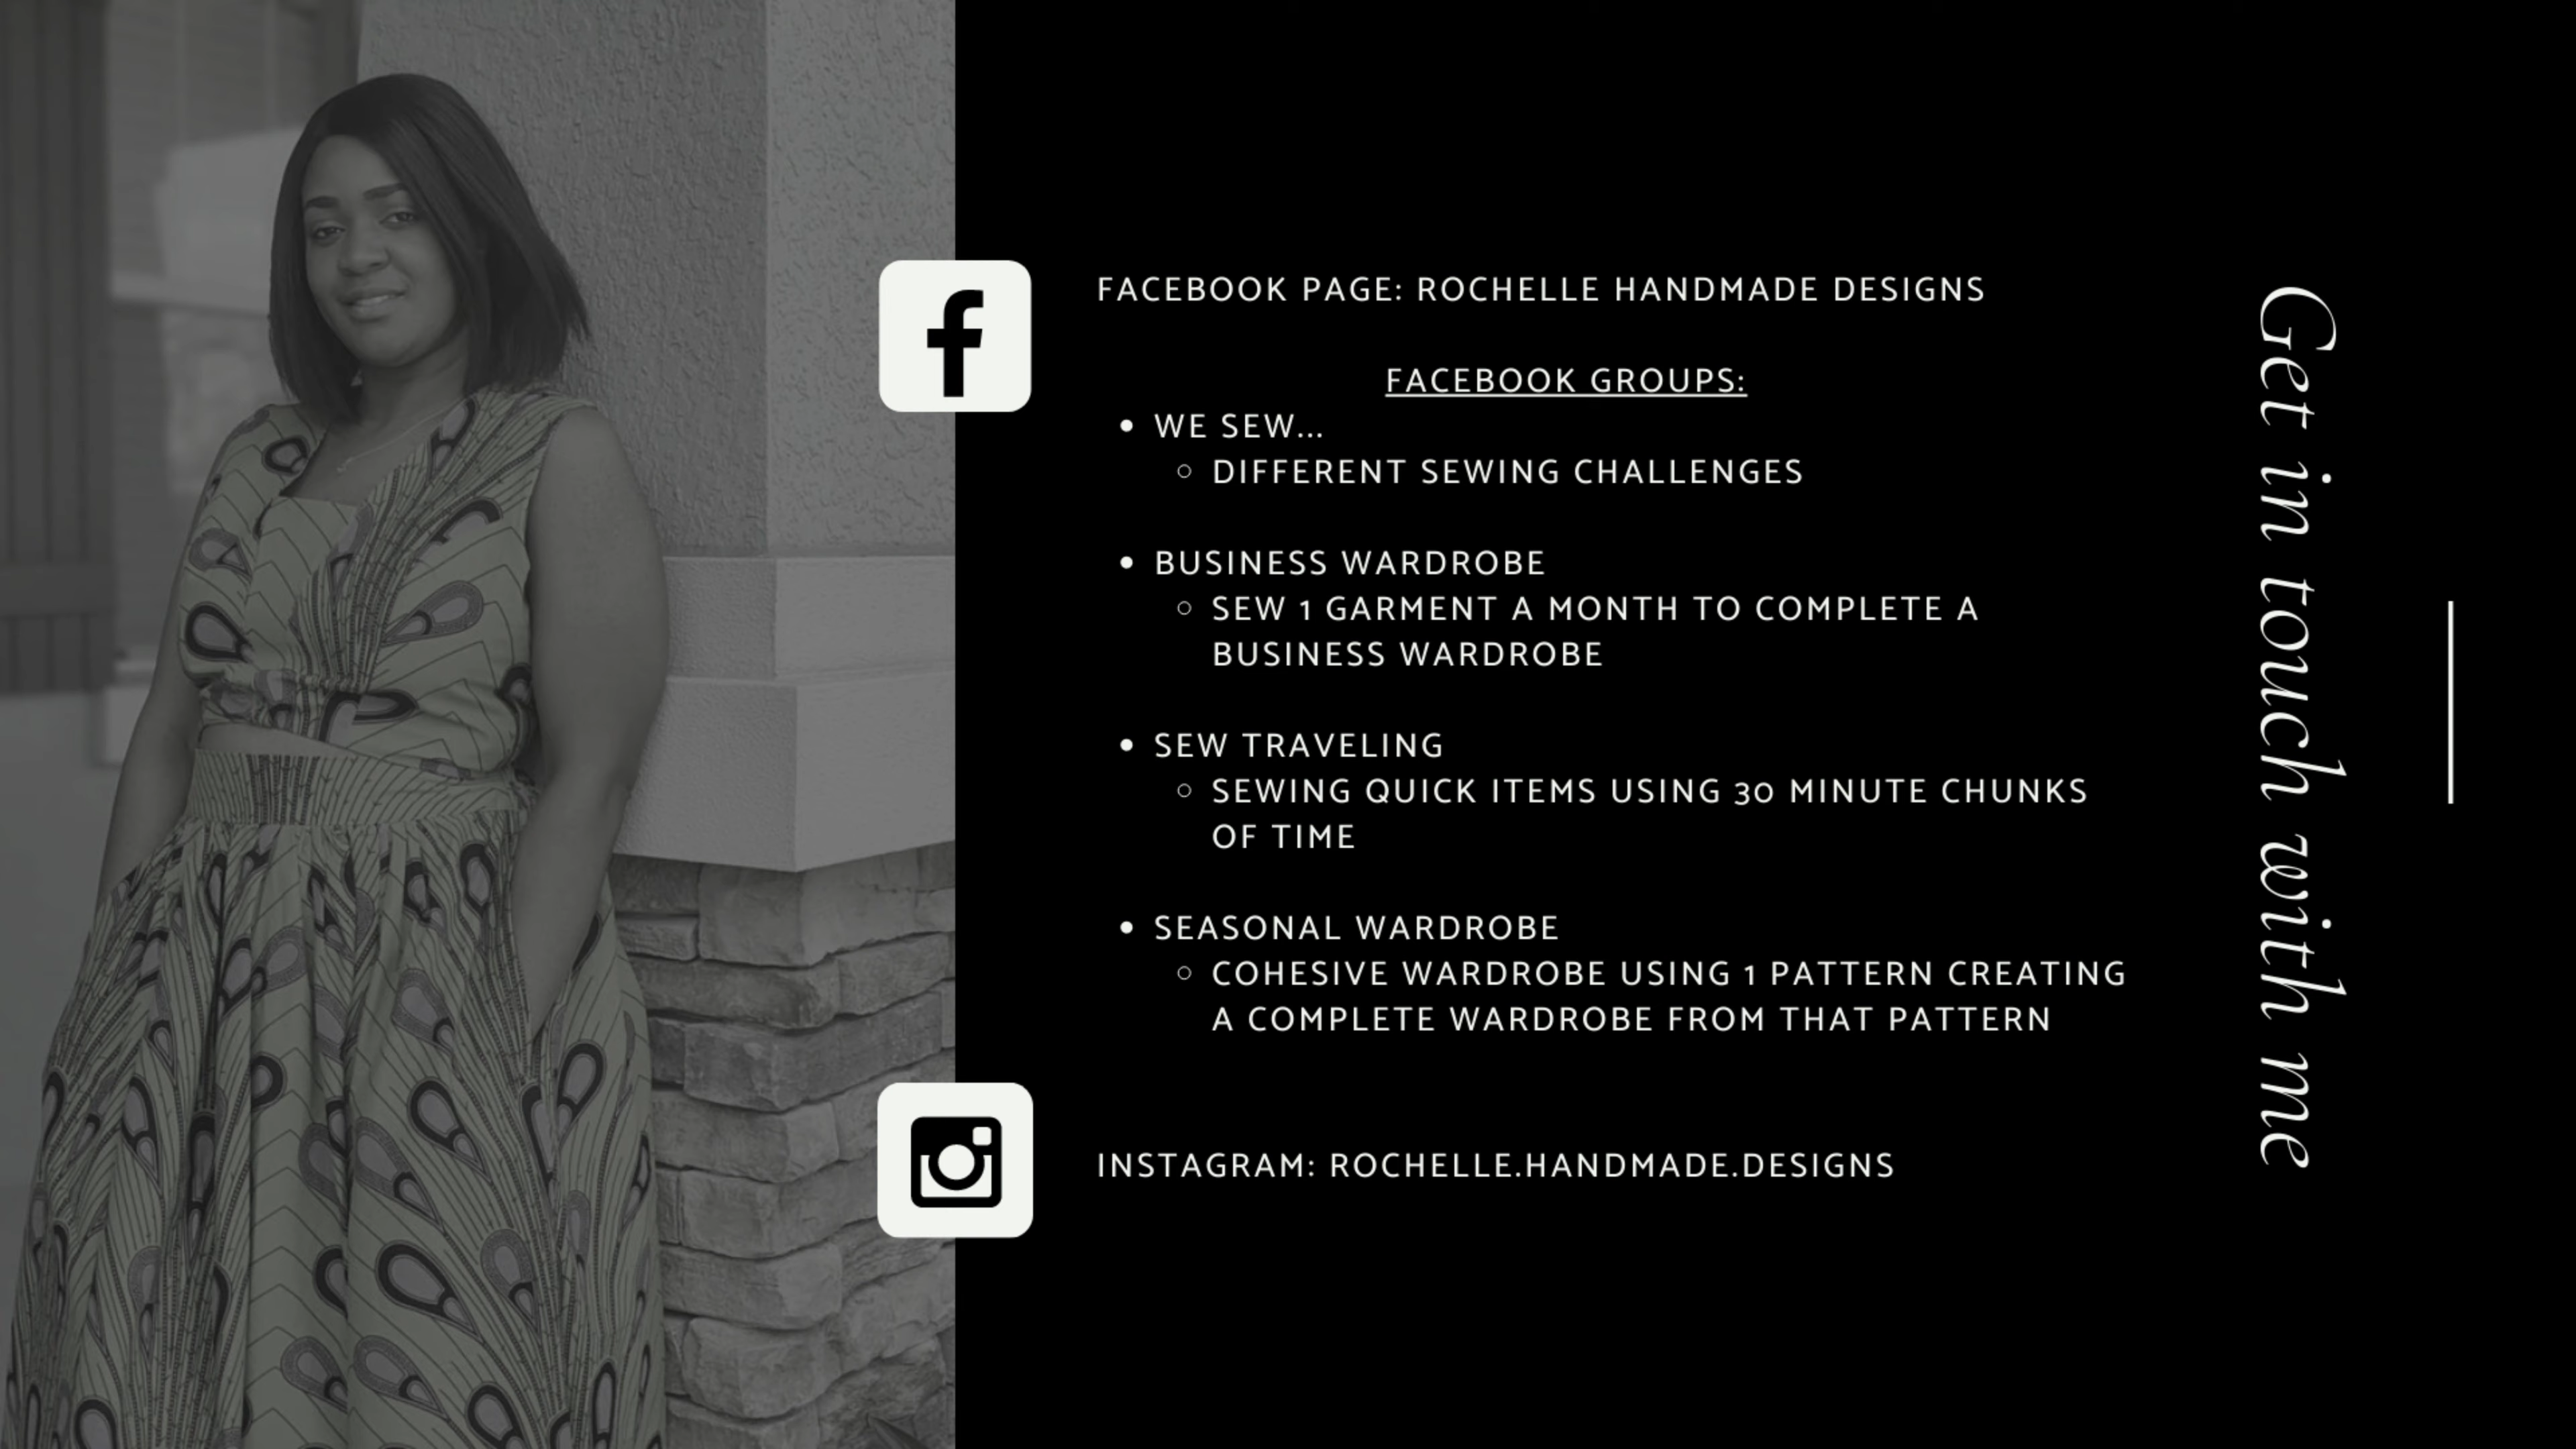 FACEBOOK PAGE: ROCHELLE HANDMADE DESIGNS
FACEBOOK GROUPS:
• WE SEW...
◦ DIFFERENT SEWING CHALLENGES
• BUSINESS WARDROBE
◦ SEW 1 GARMENT A MONTH TO COMPLETE A
BUSINESS WARDROBE
• SEW TRAVELING
◦ SEWING QUICK ITEMS USING 30 MINUTE CHUNKS
OF TIME
• SEASONAL WARDROBE
◦ COHESIVE WARDROBE USING 1 PATTERN CREATING
A COMPLETE WARDROBE FROM THAT PATTERN
INSTAGRAM: ROCHELLE.HANDMADE.DESIGNS
Get in touch with me